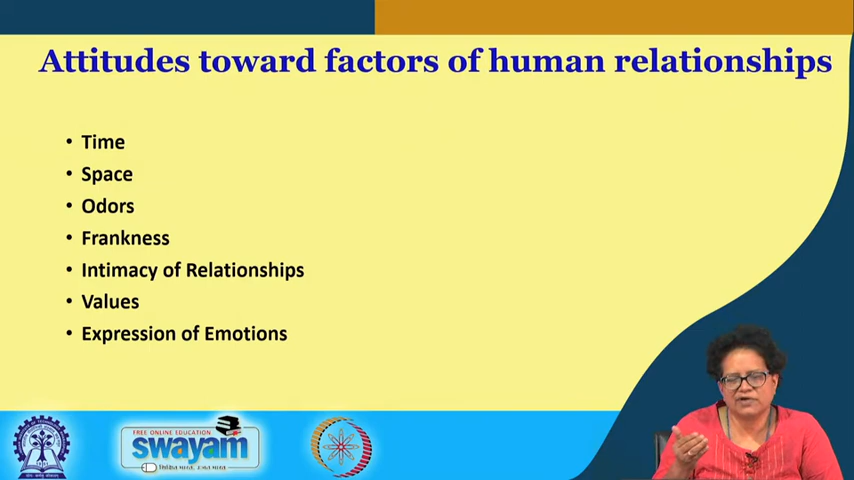 Attitudes toward factors of human relationships
• Time
• Space
• Odors
• Frankness
• Intimacy of Relationships
• Values
• Expression of Emotions
FREE ONLINE EDUCATION
swayam